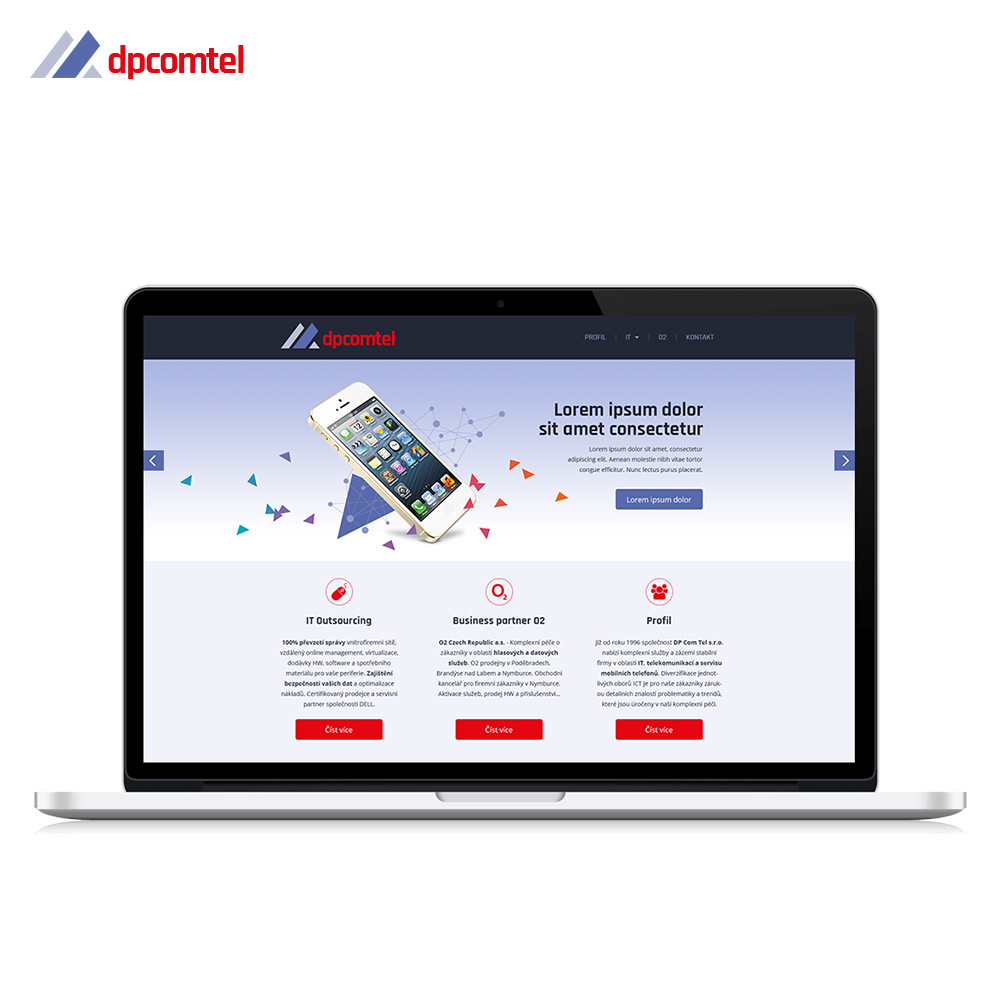 dpcomtel
dpcomtel
PROFIL | IT | O2 | KONTAKT
Lorem ipsum dolor
sit amet consectetur
Lorem ipsum dolor sit amet, consectetur
adipiscing elit. Aenean molestie nibh vitae tortor
congue efficitur. Nunc lectus purus placerat.
Lorem ipsum dolor
IT Outsourcing
100% převzetí správy vnitrofiremní sítě,
vzdálený online management, virtualizace,
dodávky HW, software a spotřebního
materiálu pro vaše periferie. Zajištění
bezpečnosti vašich dat a optimalizace
nákladů. Certifikovaný prodejce a servisní
partner společnosti DELL.
Číst více
O2
Business partner O2
O2 Czech Republic a.s. - Komplexní péče o
zákazníky v oblasti hlasových a datových
služeb. O2 prodejny v Poděbradech,
Brandýse nad Labem a Nymburce. Obchodní
kancelář pro firemní zákazníky v Nymburce.
Aktivace služeb, prodej HW a příslušenství...
Číst více
Profil
Již od roku 1996 společnost DP Com Tel s.r.o.
nabízí komplexní služby a zázemí stabilní
firmy v oblasti IT, telekomunikací a servisu
mobilních telefonů. Diverzifikace jednot-
livých oborů ICT je pro naše zákazníky záruk-
ou detailních znalostí problematiky a trendů,
které jsou úročeny v naší komplexní péči.
Číst více